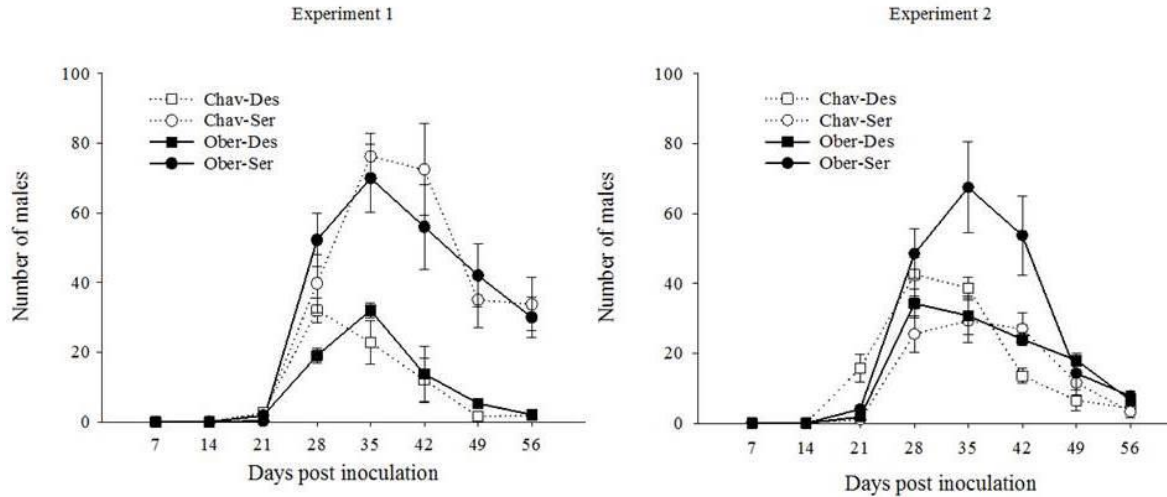 Experiment 1
Number of males
100
80
60
40
20
0
Chav-Des
Chav-Ser
Ober-Des
Ober-Ser
7 14 21 28 35 42 49 56
Days post inoculation
Experiment 2
Number of males
100
80
60
40
20
0
Chav-Des
Chav-Ser
Ober-Des
Ober-Ser
7 14 21 28 35 42 49 56
Days post inoculation